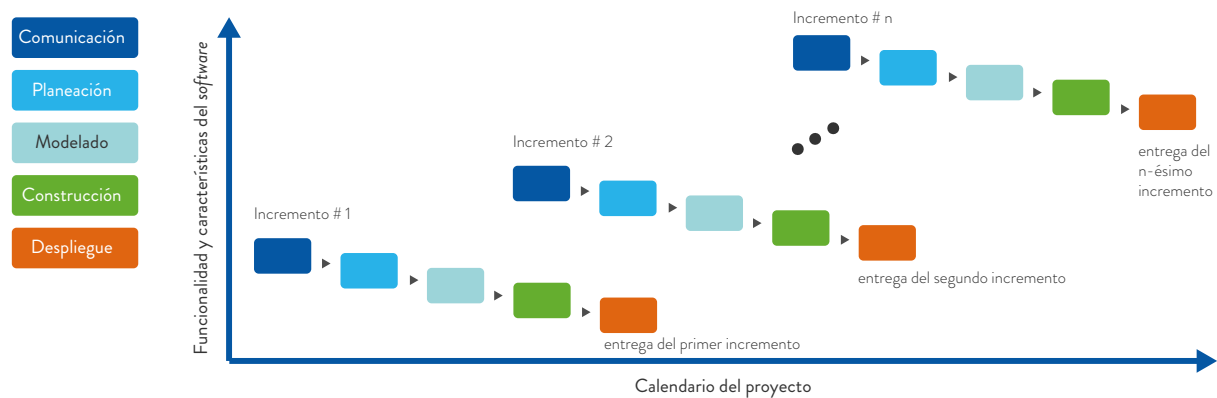 Comunicación
Planeación
Modelado
Construcción
Despliegue
Funcionalidad y características del software
Incremento # 1
entrega del primer incremento
Incremento # 2
entrega del segundo incremento
Incremento # n
entrega del
n-ésimo
incremento
Calendario del proyecto